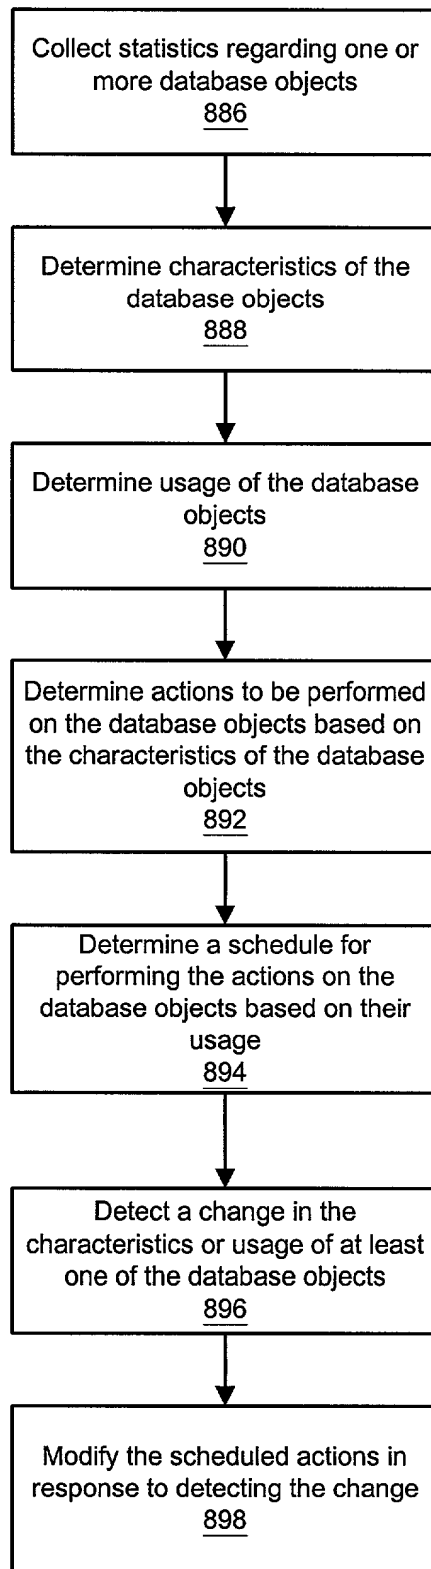 Collect statistics regarding one or
more database objects
886
Determine characteristics of the
database objects
888
Determine usage of the database
objects
890
Determine actions to be performed
on the database objects based on
the characteristics of the database
objects
892
Determine a schedule for
performing the actions on the
database objects based on their
usage
894
Detect a change in the
characteristics or usage of at least
one of the database objects
896
Modify the scheduled actions in
response to detecting the change
898